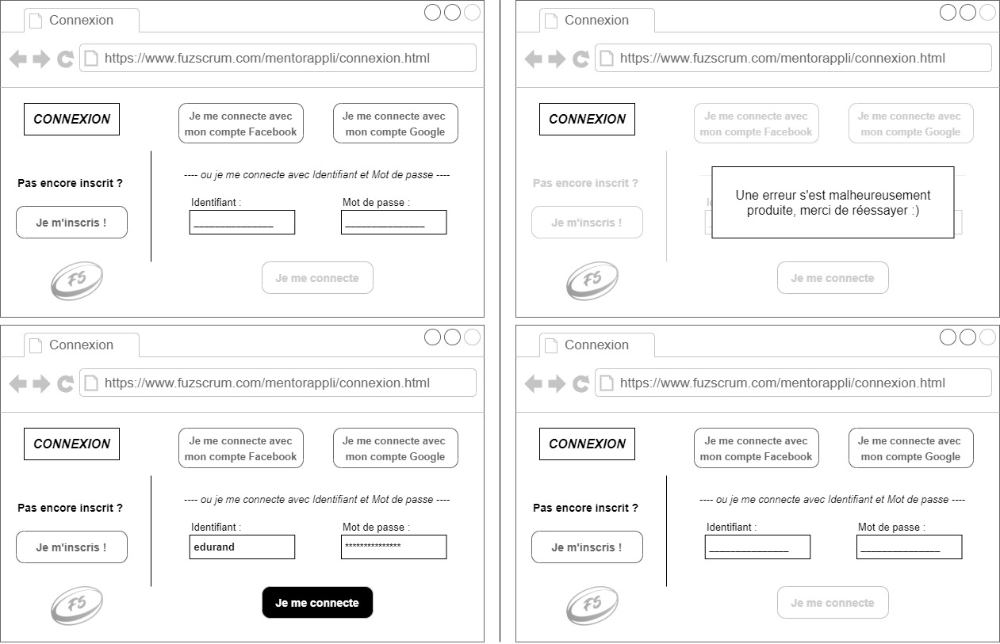 Connexion
https://www.fuzscrum.com/mentorappli/connexion.html
CONNEXION
Je me connecte avec
mon compte Facebook
Je me connecte avec
mon compte Google
---- ou je me connecte avec Identifiant et Mot de passe ----
Pas encore inscrit ?
Identifiant :
Mot de passe :
Je m'inscris !
_______________
_______________
FS
Je me connecte
Connexion
https://www.fuzscrum.com/mentorappli/connexion.html
CONNEXION
Je me connecte avec
mon compte Facebook
Je me connecte avec
mon compte Google
Pas encore inscrit ?
Une erreur s'est malheureusement
produite, merci de réessayer :)
Je m'inscris !
FS
Je me connecte
Connexion
https://www.fuzscrum.com/mentorappli/connexion.html
CONNEXION
Je me connecte avec
mon compte Facebook
Je me connecte avec
mon compte Google
---- ou je me connecte avec Identifiant et Mot de passe ----
Pas encore inscrit ?
Identifiant :
Mot de passe :
Je m'inscris !
edurand
***************
FS
Je me connecte
Connexion
https://www.fuzscrum.com/mentorappli/connexion.html
CONNEXION
Je me connecte avec
mon compte Facebook
Je me connecte avec
mon compte Google
---- ou je me connecte avec Identifiant et Mot de passe ----
Pas encore inscrit ?
Identifiant :
Mot de passe :
Je m'inscris !
_______________
_______________
FS
Je me connecte